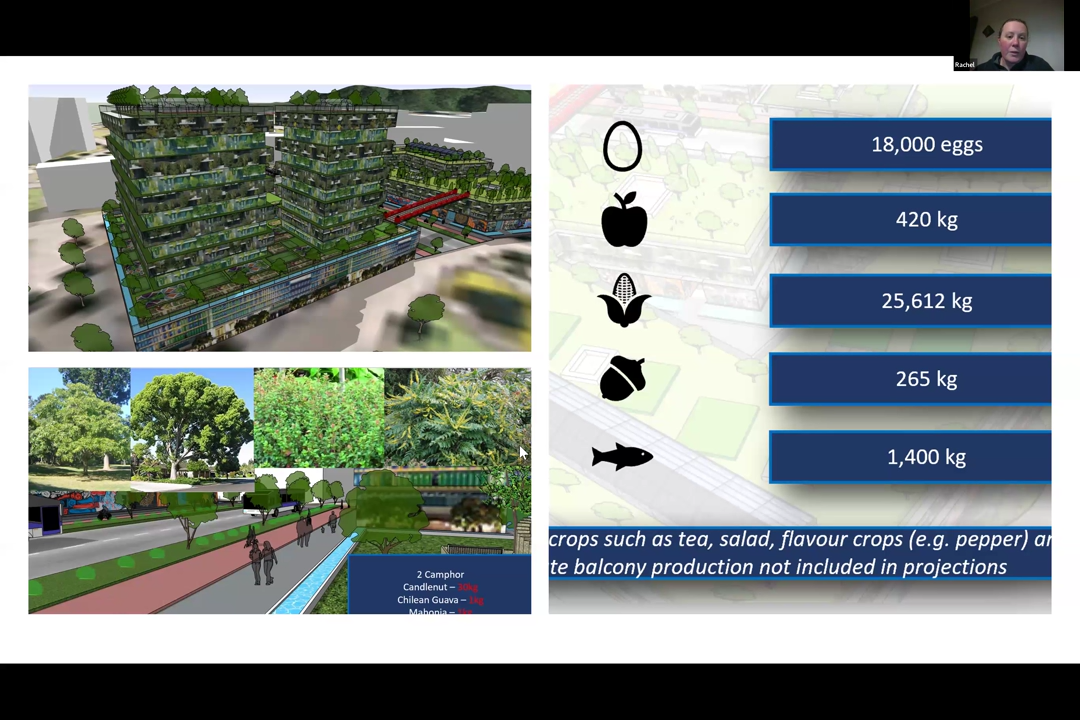 Rachel
18,000 eggs
420 kg
25,612 kg
265 kg
1,400 kg
crops such as tea, salad, flavour crops (e.g. pepper) ar
te balcony production not included in projections
2 Camphor
Candlenut –
Chilean Guava –
Mahonia –